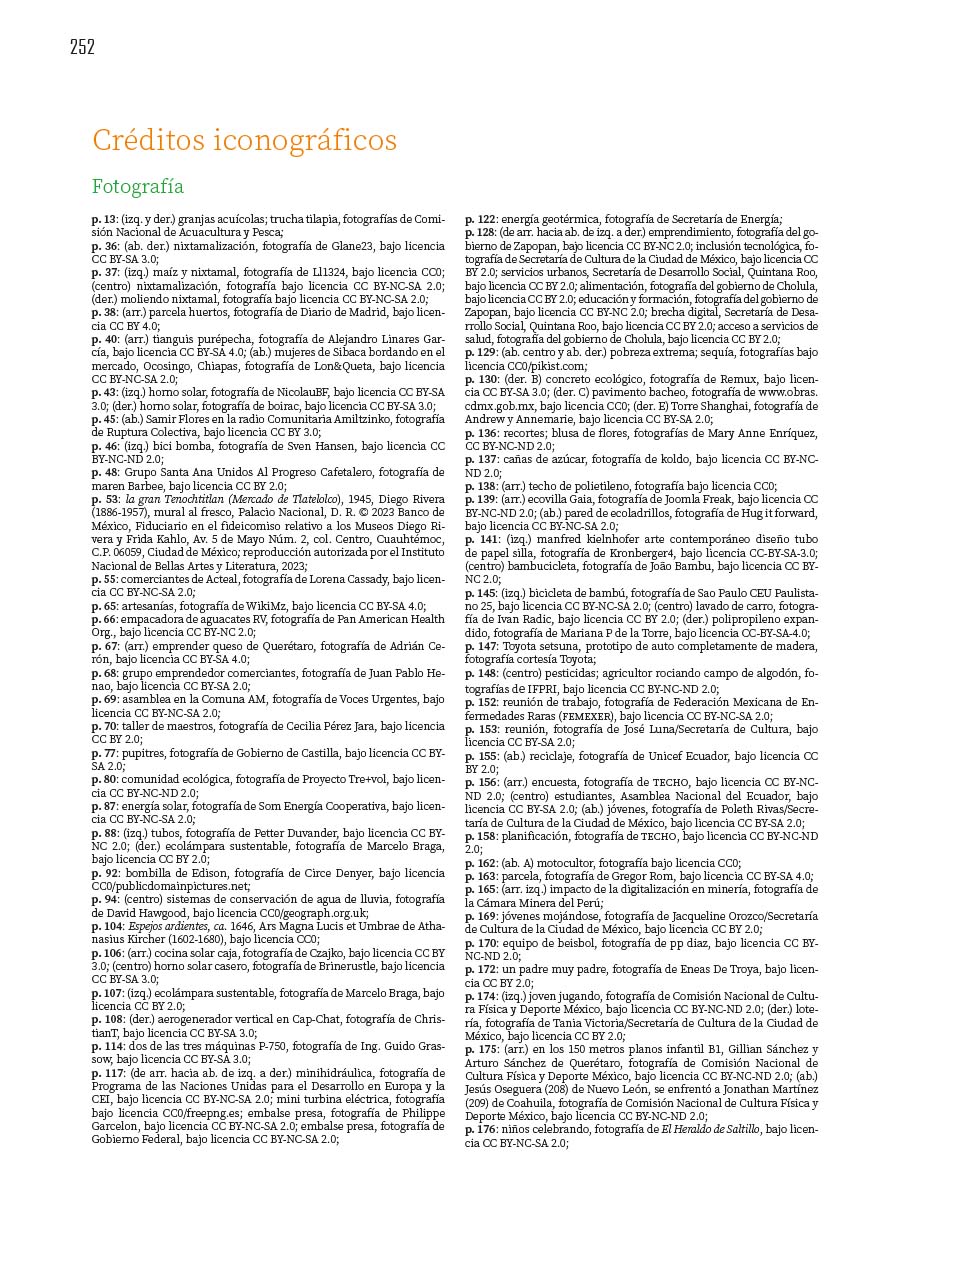 252
Créditos iconográficos
Fotografía
p. 13: (izq. y der.) granjas acuícolas; trucha tilapia, fotografías de Comi-
sión Nacional de Acuacultura y Pesca;
p. 36: (ab. der.) nixtamalización, fotografía de Glane23, bajo licencia
CC BY-SA 3.0;
p. 37: (izq.) maíz y nixtamal, fotografía de Ll1324, bajo licencia CC0;
(centro) nixtamalización, fotografía bajo licencia CC BY-NC-SA 2.0;
(der.) moliendo nixtamal, fotografía bajo licencia CC BY-NC-SA 2.0;
p. 38: (arr.) parcela huertos, fotografía de Diario de Madrid, bajo licen-
cia CC BY 4.0;
p. 40: (arr.) tianguis purépecha, fotografía de Alejandro Linares Gar-
cía, bajo licencia CC BY-SA 4.0; (ab.) mujeres de Sibaca bordando en el
mercado, Ocosingo, Chiapas, fotografía de Lon&Queta, bajo licencia
CC BY-NC-SA 2.0;
p. 43: (izq.) horno solar, fotografía de NicolauBF, bajo licencia CC BY-SA
3.0; (der.) horno solar, fotografía de boirac, bajo licencia CC BY-SA 3.0;
p. 45: (ab.) Samir Flores en la radio Comunitaria Amiltzinko, fotografía
de Ruptura Colectiva, bajo licencia CC BY 3.0;
p. 46: (izq.) bici bomba, fotografía de Sven Hansen, bajo licencia CC
BY-NC-ND 2.0;
p. 48: Grupo Santa Ana Unidos Al Progreso Cafetalero, fotografía de
maren Barbee, bajo licencia CC BY 2.0;
p. 53: la gran Tenochtitlan (Mercado de Tlatelolco), 1945, Diego Rivera
(1886-1957), mural al fresco, Palacio Nacional, D. R. © 2023 Banco de
México, Fiduciario en el fideicomiso relativo a los Museos Diego Ri-
vera y Frida Kahlo, Av. 5 de Mayo Núm. 2, col. Centro, Cuauhtémoc,
C.P. 06059, Ciudad de México; reproducción autorizada por el Instituto
Nacional de Bellas Artes y Literatura, 2023;
p. 55: comerciantes de Acteal, fotografía de Lorena Cassady, bajo licen-
cia CC BY-NC-SA 2.0;
p. 65: artesanías, fotografía de WikiMz, bajo licencia CC BY-SA 4.0;
p. 66: empacadora de aguacates RV, fotografía de Pan American Health
Org., bajo licencia CC BY-NC 2.0;
p. 67: (arr.) emprender queso de Querétaro, fotografía de Adrián Ce-
rón, bajo licencia CC BY-SA 4.0;
p. 68: grupo emprendedor comerciantes, fotografía de Juan Pablo He-
nao, bajo licencia CC BY-SA 2.0;
p. 69: asamblea en la Comuna AM, fotografía de Voces Urgentes, bajo
licencia CC BY-NC-SA 2.0;
p. 70: taller de maestros, fotografía de Cecilia Pérez Jara, bajo licencia
CC BY 2.0;
p. 77: pupitres, fotografía de Gobierno de Castilla, bajo licencia CC BY-
SA 2.0;
p. 80: comunidad ecológica, fotografía de Proyecto Tre+vol, bajo licen-
cia CC BY-NC-ND 2.0;
p. 87: energía solar, fotografía de Som Energía Cooperativa, bajo licen-
cia CC BY-NC-SA 2.0;
p. 88: (izq.) tubos, fotografía de Petter Duvander, bajo licencia CC BY-
NC 2.0; (der.) ecolámpara sustentable, fotografía de Marcelo Braga,
bajo licencia CC BY 2.0;
p. 92: bombilla de Edison, fotografía de Circe Denyer, bajo licencia
CC0/publicdomainpictures.net;
p. 94: (centro) sistemas de conservación de agua de lluvia, fotografía
de David Hawgood, bajo licencia CC0/geograph.org.uk;
p. 104: Espejos ardientes, ca. 1646, Ars Magna Lucis et Umbrae de Atha-
nasius Kircher (1602-1680), bajo licencia CC0;
p. 106: (arr.) cocina solar caja, fotografía de Czajko, bajo licencia CC BY
3.0; (centro) horno solar casero, fotografía de Brinerustle, bajo licencia
CC BY-SA 3.0;
p. 107: (izq.) ecolámpara sustentable, fotografía de Marcelo Braga, bajo
licencia CC BY 2.0;
p. 108: (der.) aerogenerador vertical en Cap-Chat, fotografía de Chris-
tianT, bajo licencia CC BY-SA 3.0;
p. 114: dos de las tres máquinas P-750, fotografía de Ing. Guido Gras-
sow, bajo licencia CC BY-SA 3.0;
p. 117: (de arr. hacia ab. de izq. a der.) minihidráulica, fotografía de
Programa de las Naciones Unidas para el Desarrollo en Europa y la
CEI, bajo licencia CC BY-NC-SA 2.0; mini turbina eléctrica, fotografía
bajo licencia CC0/freepng.es; embalse presa, fotografía de Philippe
Garcelon, bajo licencia CC BY-NC-SA 2.0; embalse presa, fotografía de
Gobierno Federal, bajo licencia CC BY-NC-SA 2.0;
p. 122: energía geotérmica, fotografía de Secretaría de Energía;
p. 128: (de arr. hacia ab. de izq. a der.) emprendimiento, fotografía del go-
bierno de Zapopan, bajo licencia CC BY-NC 2.0; inclusión tecnológica, fo-
tografía de Secretaría de Cultura de la Ciudad de México, bajo licencia CC
BY 2.0; servicios urbanos, Secretaría de Desarrollo Social, Quintana Roo,
bajo licencia CC BY 2.0; alimentación, fotografía del gobierno de Cholula,
bajo licencia CC BY 2.0; educación y formación, fotografía del gobierno de
Zapopan, bajo licencia CC BY-NC 2.0; brecha digital, Secretaría de Desa-
rrollo Social, Quintana Roo, bajo licencia CC BY 2.0; acceso a servicios de
salud, fotografía del gobierno de Cholula, bajo licencia CC BY 2.0;
p. 129: (ab. centro y ab. der.) pobreza extrema; sequía, fotografías bajo
licencia CC0/pikist.com;
p. 130: (der. B) concreto ecológico, fotografía de Remux, bajo licen-
cia CC BY-SA 3.0; (der. C) pavimento bacheo, fotografía de www.obras.
cdmx.gob.mx, bajo licencia CC0; (der. E) Torre Shanghai, fotografía de
Andrew y Annemarie, bajo licencia CC BY-SA 2.0;
p. 136: recortes; blusa de flores, fotografías de Mary Anne Enríquez,
CC BY-NC-ND 2.0;
p. 137: cañas de azúcar, fotografía de koldo, bajo licencia CC BY-NC-
ND 2.0;
p. 138: (arr.) techo de polietileno, fotografía bajo licencia CC0;
p. 139: (arr.) ecovilla Gaia, fotografía de Joomla Freak, bajo licencia CC
BY-NC-ND 2.0; (ab.) pared de ecoladrillos, fotografía de Hug it forward,
bajo licencia CC BY-NC-SA 2.0;
p. 141: (izq.) manfred kielnhofer arte contemporáneo diseño tubo
de papel silla, fotografía de Kronberger4, bajo licencia CC-BY-SA-3.0;
(centro) bambucicleta, fotografía de João Bambu, bajo licencia CC BY-
NC 2.0;
p. 145: (izq.) bicicleta de bambú, fotografía de Sao Paulo CEU Paulista-
no 25, bajo licencia CC BY-NC-SA 2.0; (centro) lavado de carro, fotogra-
fía de Ivan Radic, bajo licencia CC BY 2.0; (der.) polipropileno expan-
dido, fotografía de Mariana P de la Torre, bajo licencia CC-BY-SA-4.0;
p. 147: Toyota setsuna, prototipo de auto completamente de madera,
fotografía cortesía Toyota;
p. 148: (centro) pesticidas; agricultor rociando campo de algodón, fo-
tografías de IFPRI, bajo licencia CC BY-NC-ND 2.0;
p. 152: reunión de trabajo, fotografía de Federación Mexicana de En-
fermedades Raras (FEMEXER), bajo licencia CC BY-NC-SA 2.0;
p. 153: reunión, fotografía de José Luna/Secretaría de Cultura, bajo
licencia CC BY-SA 2.0;
p. 155: (ab.) reciclaje, fotografía de Unicef Ecuador, bajo licencia CC
BY 2.0;
p. 156: (arr.) encuesta, fotografía de TECHO, bajo licencia CC BY-NC-
ND 2.0; (centro) estudiantes, Asamblea Nacional del Ecuador, bajo
licencia CC BY-SA 2.0; (ab.) jóvenes, fotografía de Poleth Rivas/Secre-
taría de Cultura de la Ciudad de México, bajo licencia CC BY-SA 2.0;
p. 158: planificación, fotografía de TECHO, bajo licencia CC BY-NC-ND
2.0;
p. 162: (ab. A) motocultor, fotografía bajo licencia CC0;
p. 163: parcela, fotografía de Gregor Rom, bajo licencia CC BY-SA 4.0;
p. 165: (arr. izq.) impacto de la digitalización en minería, fotografía de
la Cámara Minera del Perú;
p. 169: jóvenes mojándose, fotografía de Jacqueline Orozco/Secretaría
de Cultura de la Ciudad de México, bajo licencia CC BY 2.0;
p. 170: equipo de beisbol, fotografía de pp diaz, bajo licencia CC BY-
NC-ND 2.0;
p. 172: un padre muy padre, fotografía de Eneas De Troya, bajo licen-
cia CC BY 2.0;
p. 174: (izq.) joven jugando, fotografía de Comisión Nacional de Cultu-
ra Física y Deporte México, bajo licencia CC BY-NC-ND 2.0; (der.) lote-
ría, fotografía de Tania Victoria/Secretaría de Cultura de la Ciudad de
México, bajo licencia CC BY 2.0;
p. 175: (arr.) en los 150 metros planos infantil B1, Gillian Sánchez y
Arturo Sánchez de Querétaro, fotografía de Comisión Nacional de
Cultura Física y Deporte México, bajo licencia CC BY-NC-ND 2.0; (ab.)
Jesús Oseguera (208) de Nuevo León, se enfrentó a Jonathan Martínez
(209) de Coahuila, fotografía de Comisión Nacional de Cultura Física y
Deporte México, bajo licencia CC BY-NC-ND 2.0;
p. 176: niños celebrando, fotografía de El Heraldo de Saltillo, bajo licen-
cia CC BY-NC-SA 2.0;